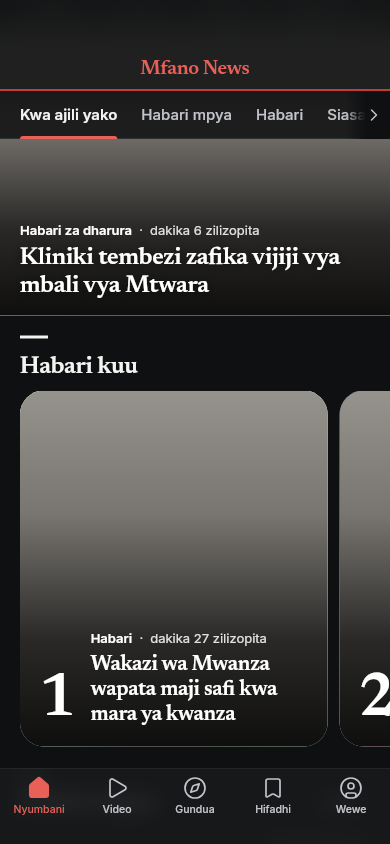 Mfano News
Kwa ajili yako
Habari mpya
Habari
Siasa
Habari za dharura · dakika 6 zilizopita
Kliniki tembezi zafika vijiji vya
mbali vya Mtwara
Habari kuu
Habari · dakika 27 zilizopita
1
Wakazi wa Mwanza
wapata maji safi kwa
mara ya kwanza
2
Nyumbani
Video
Gundua
Hifadhi
Wewe